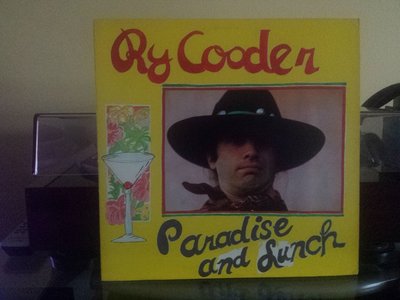 Ry Cooder
Paradise
and Lunch